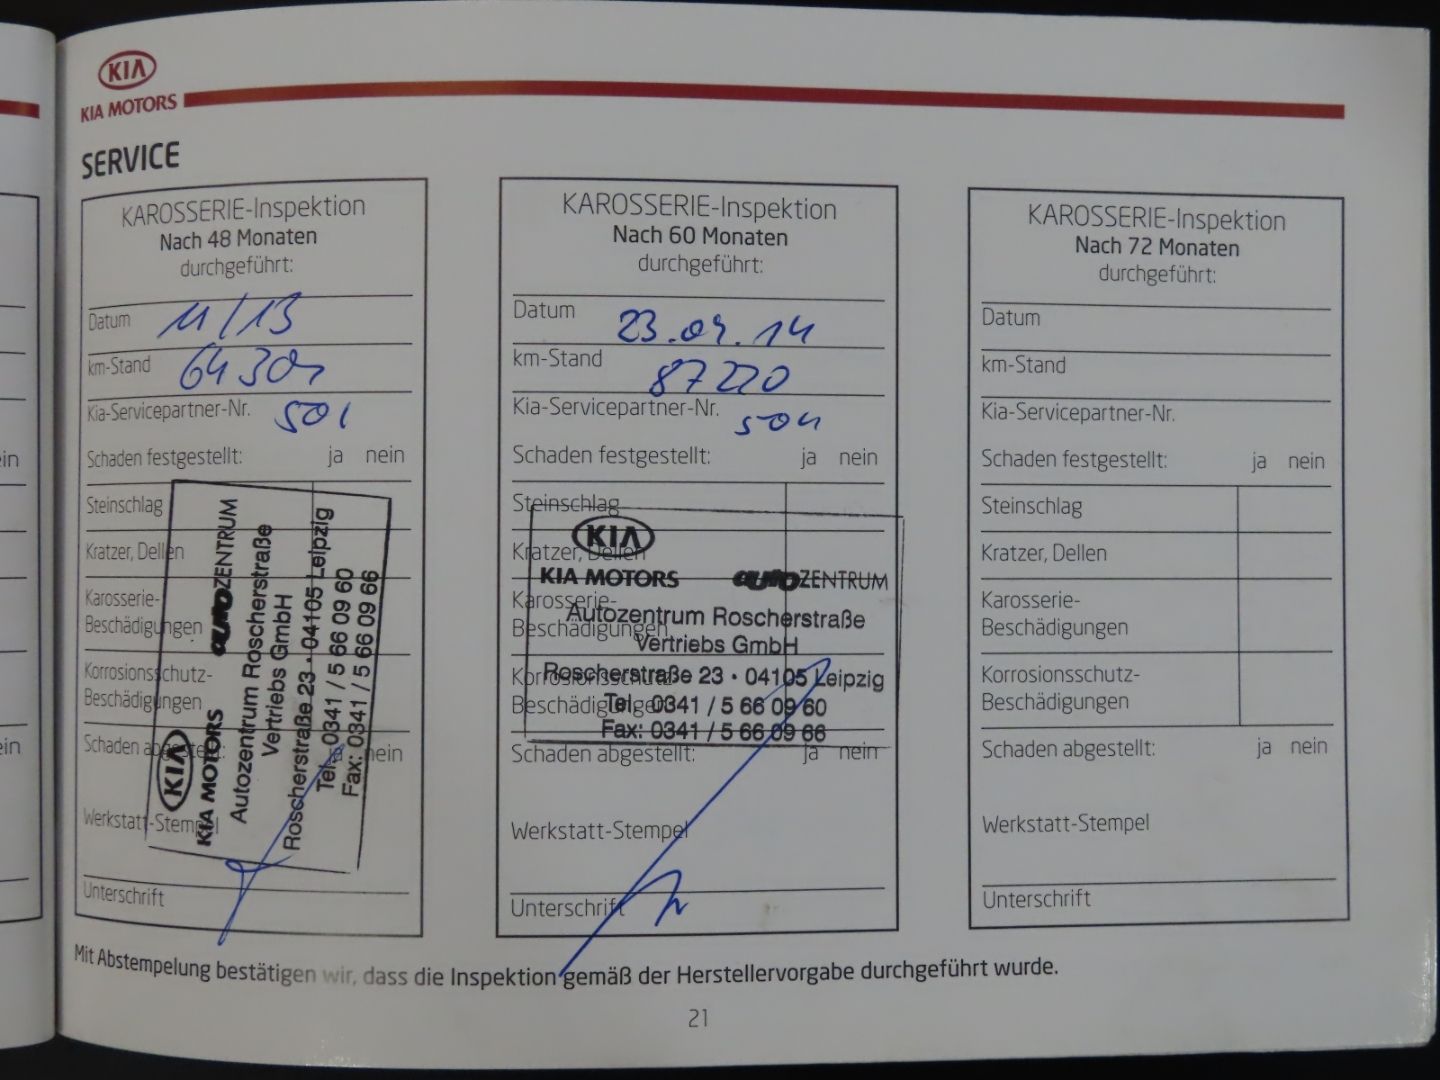 KIA
KIA MOTORS
SERVICE
KAROSSERIE-Inspektion
Nach 48 Monaten
durchgeführt:
Datum 11/13
km-Stand
Kia-Servicepartner-Nr. 501
Schaden festgestellt: ja nein
Steinschlag
Kratzer, Dellen
Karosserie-
Beschädigungen
Korrosionsschutz-
Beschädigungen
Schaden abgestellt: ja nein
Werkstatt-Stempel
Unterschrift
KIA
KIA MOTORS autoZENTRUM
Autozentrum Roscherstraße
Vertriebs GmbH
Roscherstraße 23 · 04105 Leipzig
Tel.: 0341 / 5 66 09 60
Fax: 0341 / 5 66 09 66
KAROSSERIE-Inspektion
Nach 60 Monaten
durchgeführt:
Datum 23.09.14
km-Stand 87220
Kia-Servicepartner-Nr. 501
Schaden festgestellt: ja nein
Steinschlag
Kratzer, Dellen
Karosserie-
Beschädigungen
Korrosionsschutz-
Beschädigungen
Schaden abgestellt: ja nein
Werkstatt-Stempel
Unterschrift
KIA
KIA MOTORS autoZENTRUM
Autozentrum Roscherstraße
Vertriebs GmbH
Roscherstraße 23 · 04105 Leipzig
Tel.: 0341 / 5 66 09 60
Fax: 0341 / 5 66 09 66
KAROSSERIE-Inspektion
Nach 72 Monaten
durchgeführt:
Datum
km-Stand
Kia-Servicepartner-Nr.
Schaden festgestellt: ja nein
Steinschlag
Kratzer, Dellen
Karosserie-
Beschädigungen
Korrosionsschutz-
Beschädigungen
Schaden abgestellt: ja nein
Werkstatt-Stempel
Unterschrift
Mit Abstempelung bestätigen wir, dass die Inspektion gemäß der Herstellervorgabe durchgeführt wurde.
21